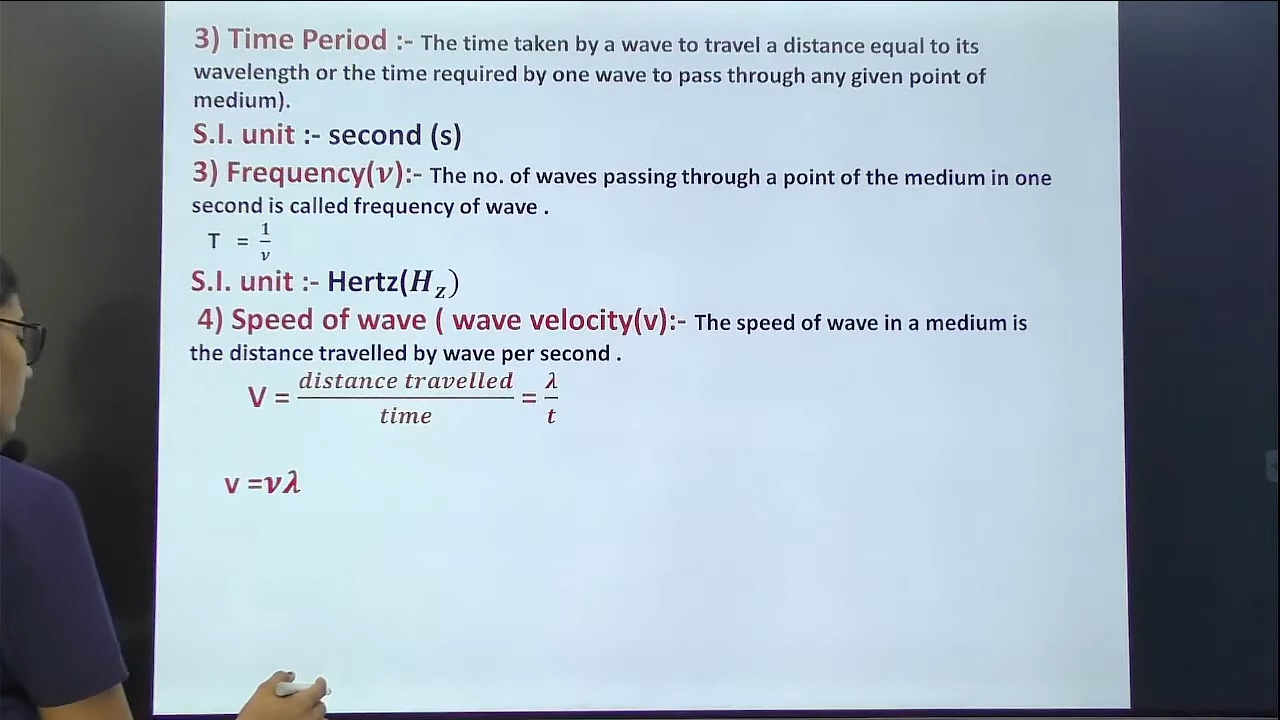 3) Time Period :- The time taken by a wave to travel a distance equal to its
wavelength or the time required by one wave to pass through any given point of
medium).
S.I. unit :- second (s)
3) Frequency(ν):- The no. of waves passing through a point of the medium in one
second is called frequency of wave .
T = 1/ν
S.I. unit :- Hertz(H_z)
4) Speed of wave ( wave velocity(v):- The speed of wave in a medium is
the distance travelled by wave per second .
V = distance travelled/time = λ/t
v =νλ